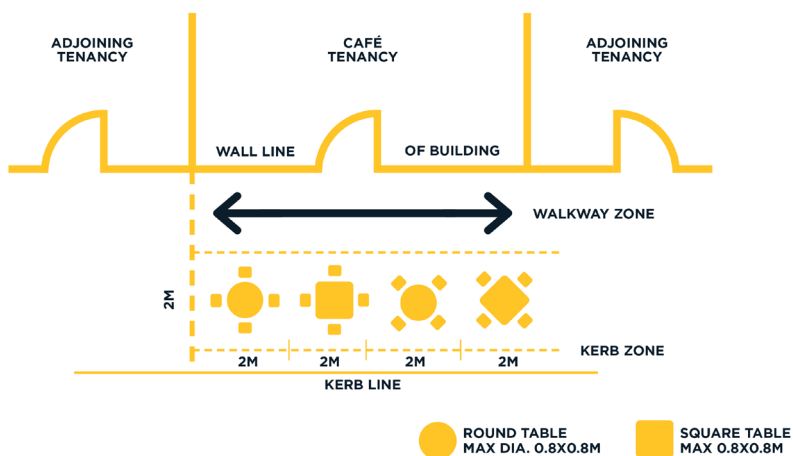 ADJOINING
TENANCY
CAFÉ
TENANCY
ADJOINING
TENANCY
WALL LINE
OF BUILDING
WALKWAY ZONE
2M
KERB ZONE
2M
2M
2M
2M
KERB LINE
ROUND TABLE
MAX DIA. 0.8X0.8M
SQUARE TABLE
MAX 0.8X0.8M